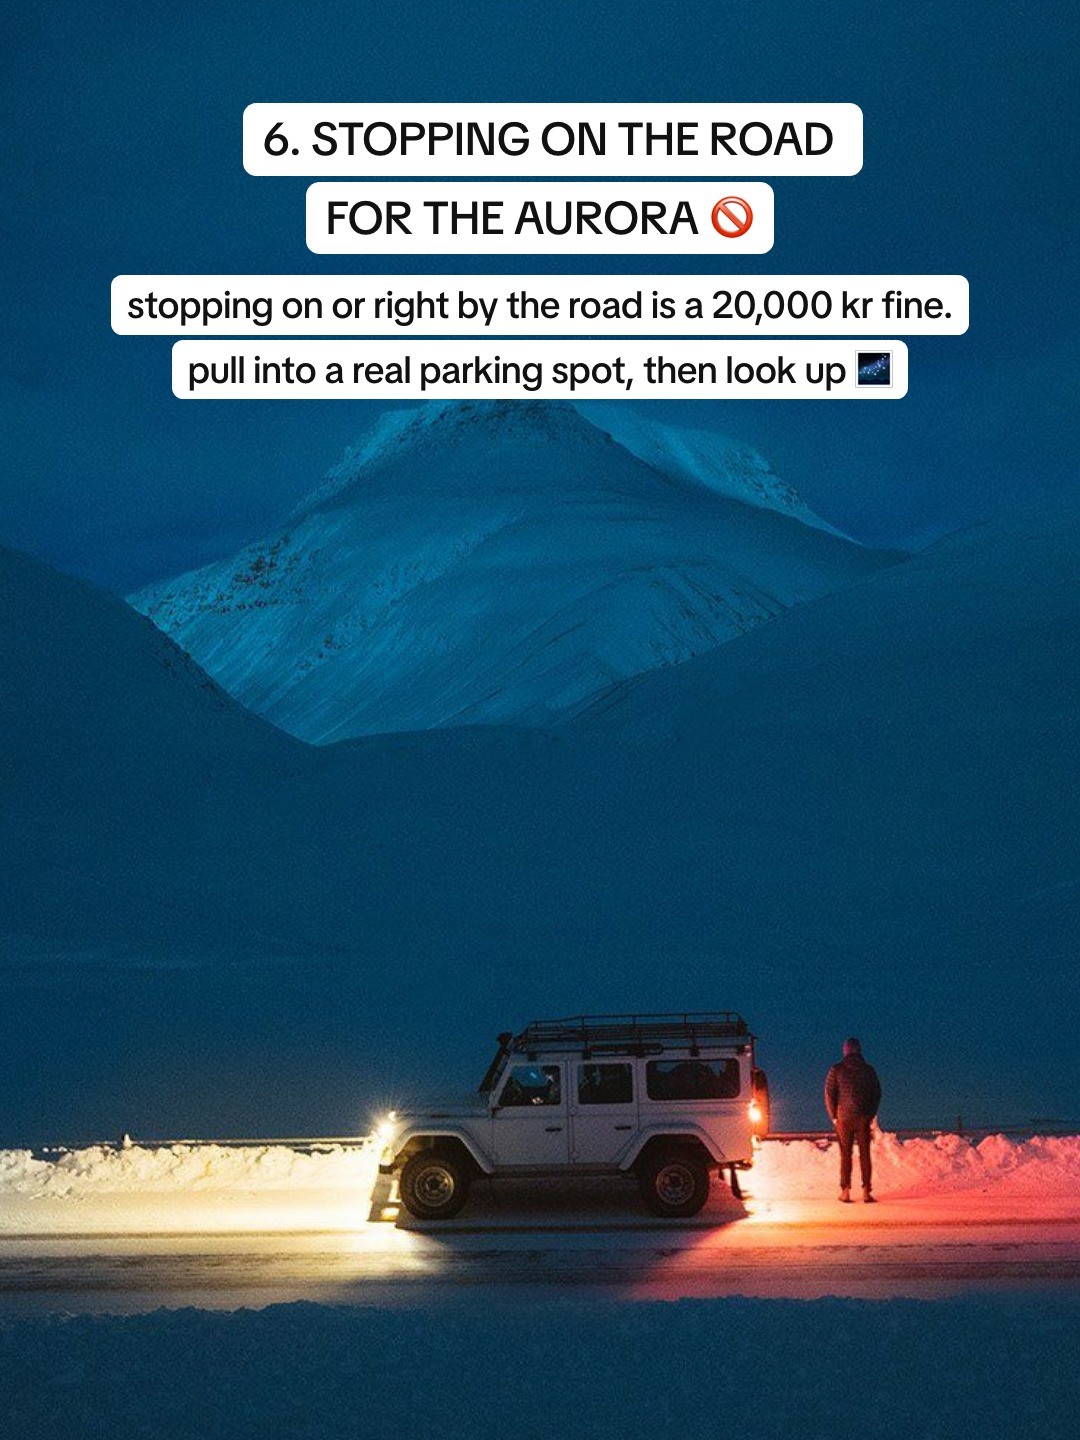 6. STOPPING ON THE ROAD
FOR THE AURORA 🚫
stopping on or right by the road is a 20,000 kr fine.
pull into a real parking spot, then look up 🌌